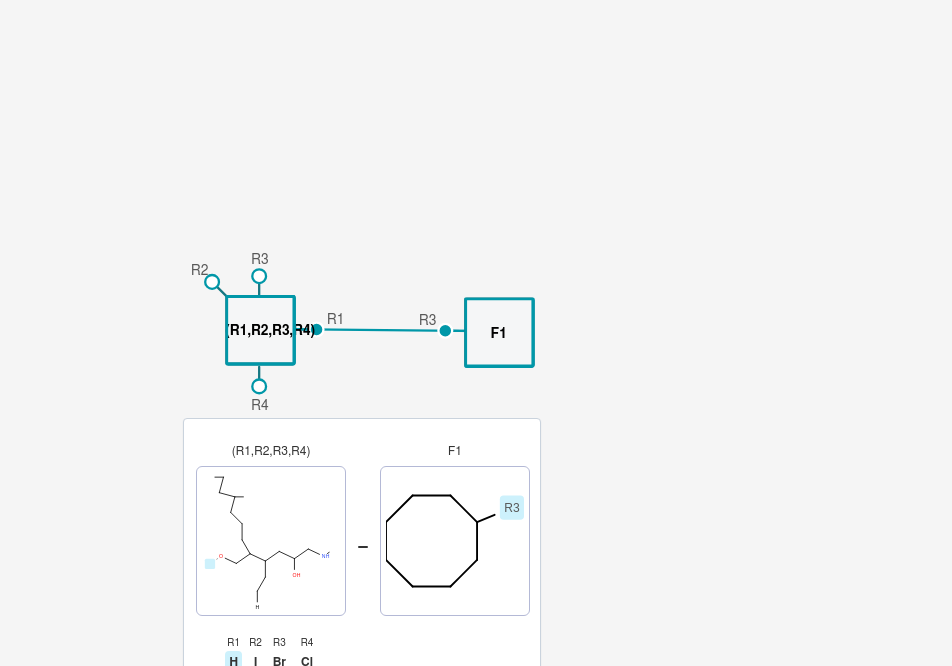 R3
R2
(R1,R2,R3,R4)
R1
R3
F1
R4
(R1,R2,R3,R4)
F1
R3
O
OH
H
R1 R2 R3 R4
H I Br Cl